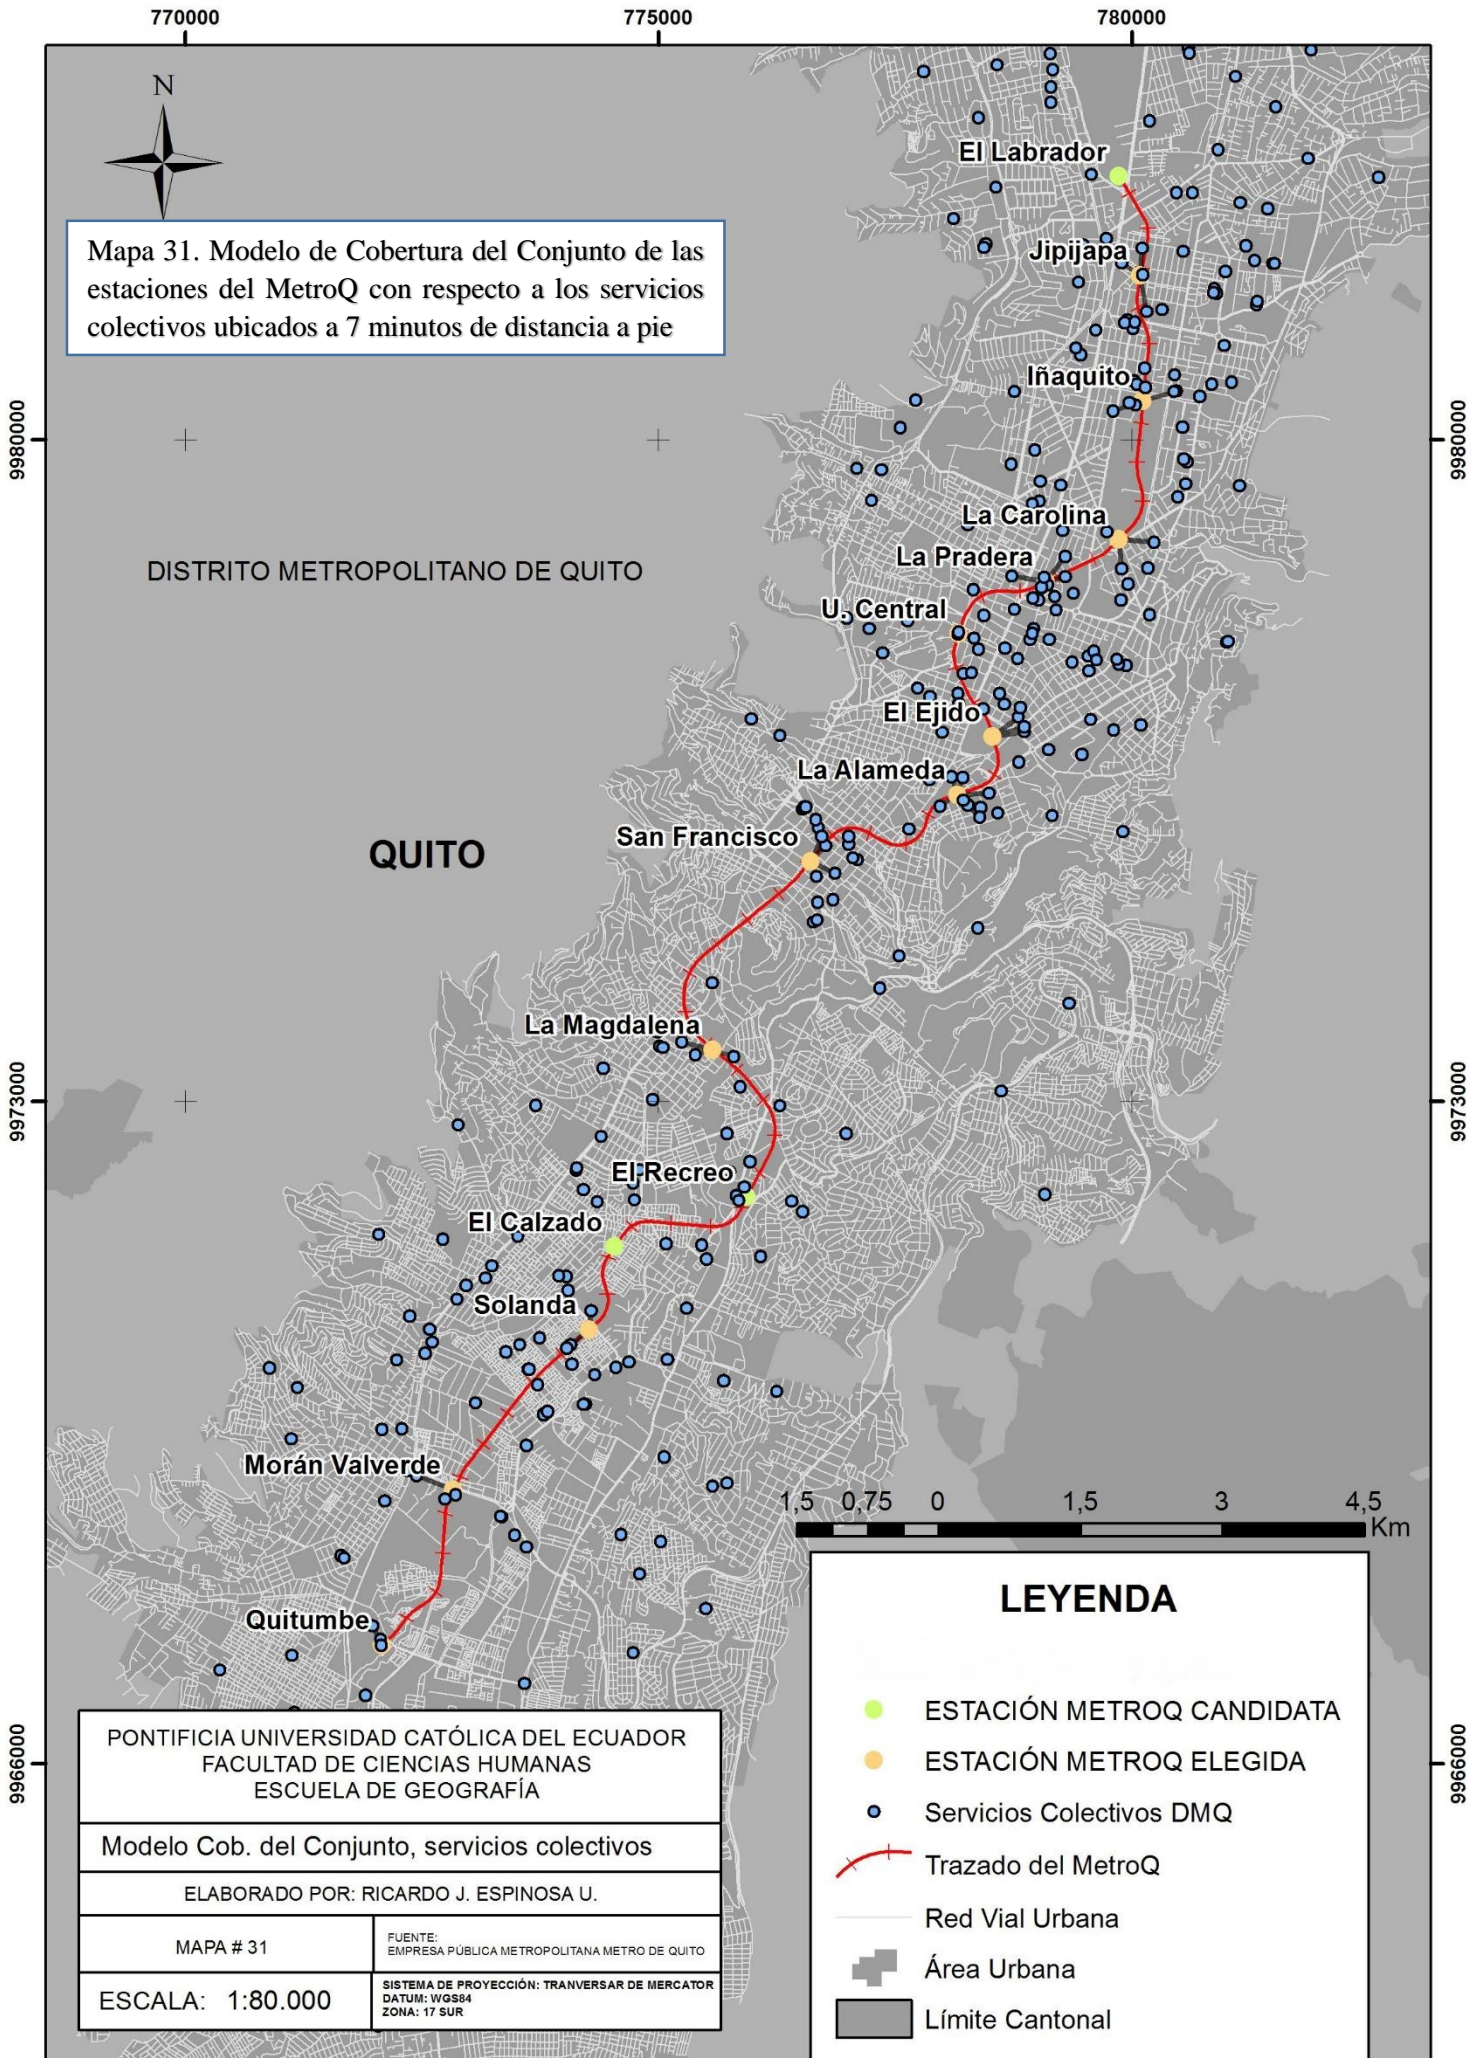 770000
775000
780000
N
Mapa 31. Modelo de Cobertura del Conjunto de las
estaciones del MetroQ con respecto a los servicios
colectivos ubicados a 7 minutos de distancia a pie
El Labrador
Jipijapa
Iñaquito
9980000
9980000
La Carolina
La Pradera
DISTRITO METROPOLITANO DE QUITO
U. Central
El Ejido
La Alameda
San Francisco
QUITO
La Magdalena
9973000
9973000
El Recreo
El Calzado
Solanda
Morán Valverde
1,5 0,75 0 1,5 3 4,5
Km
Quitumbe
LEYENDA
ESTACIÓN METROQ CANDIDATA
ESTACIÓN METROQ ELEGIDA
Servicios Colectivos DMQ
Trazado del MetroQ
Red Vial Urbana
Área Urbana
Límite Cantonal
9966000
9966000
PONTIFICIA UNIVERSIDAD CATÓLICA DEL ECUADOR
FACULTAD DE CIENCIAS HUMANAS
ESCUELA DE GEOGRAFÍA
Modelo Cob. del Conjunto, servicios colectivos
ELABORADO POR: RICARDO J. ESPINOSA U.
MAPA # 31
FUENTE:
EMPRESA PÚBLICA METROPOLITANA METRO DE QUITO
ESCALA: 1:80.000
SISTEMA DE PROYECCIÓN: TRANVERSAR DE MERCATOR
DATUM: WGS84
ZONA: 17 SUR